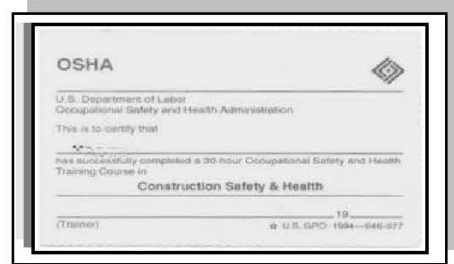 OSHA
U.S. Department of Labor
Occupational Safety and Health Administration
This is to certify that
has successfully completed a 30-hour Occupational Safety and Health
Training Course in
Construction Safety & Health
19
(Trainer) ☆ U.S. GPO: 1994—546-577